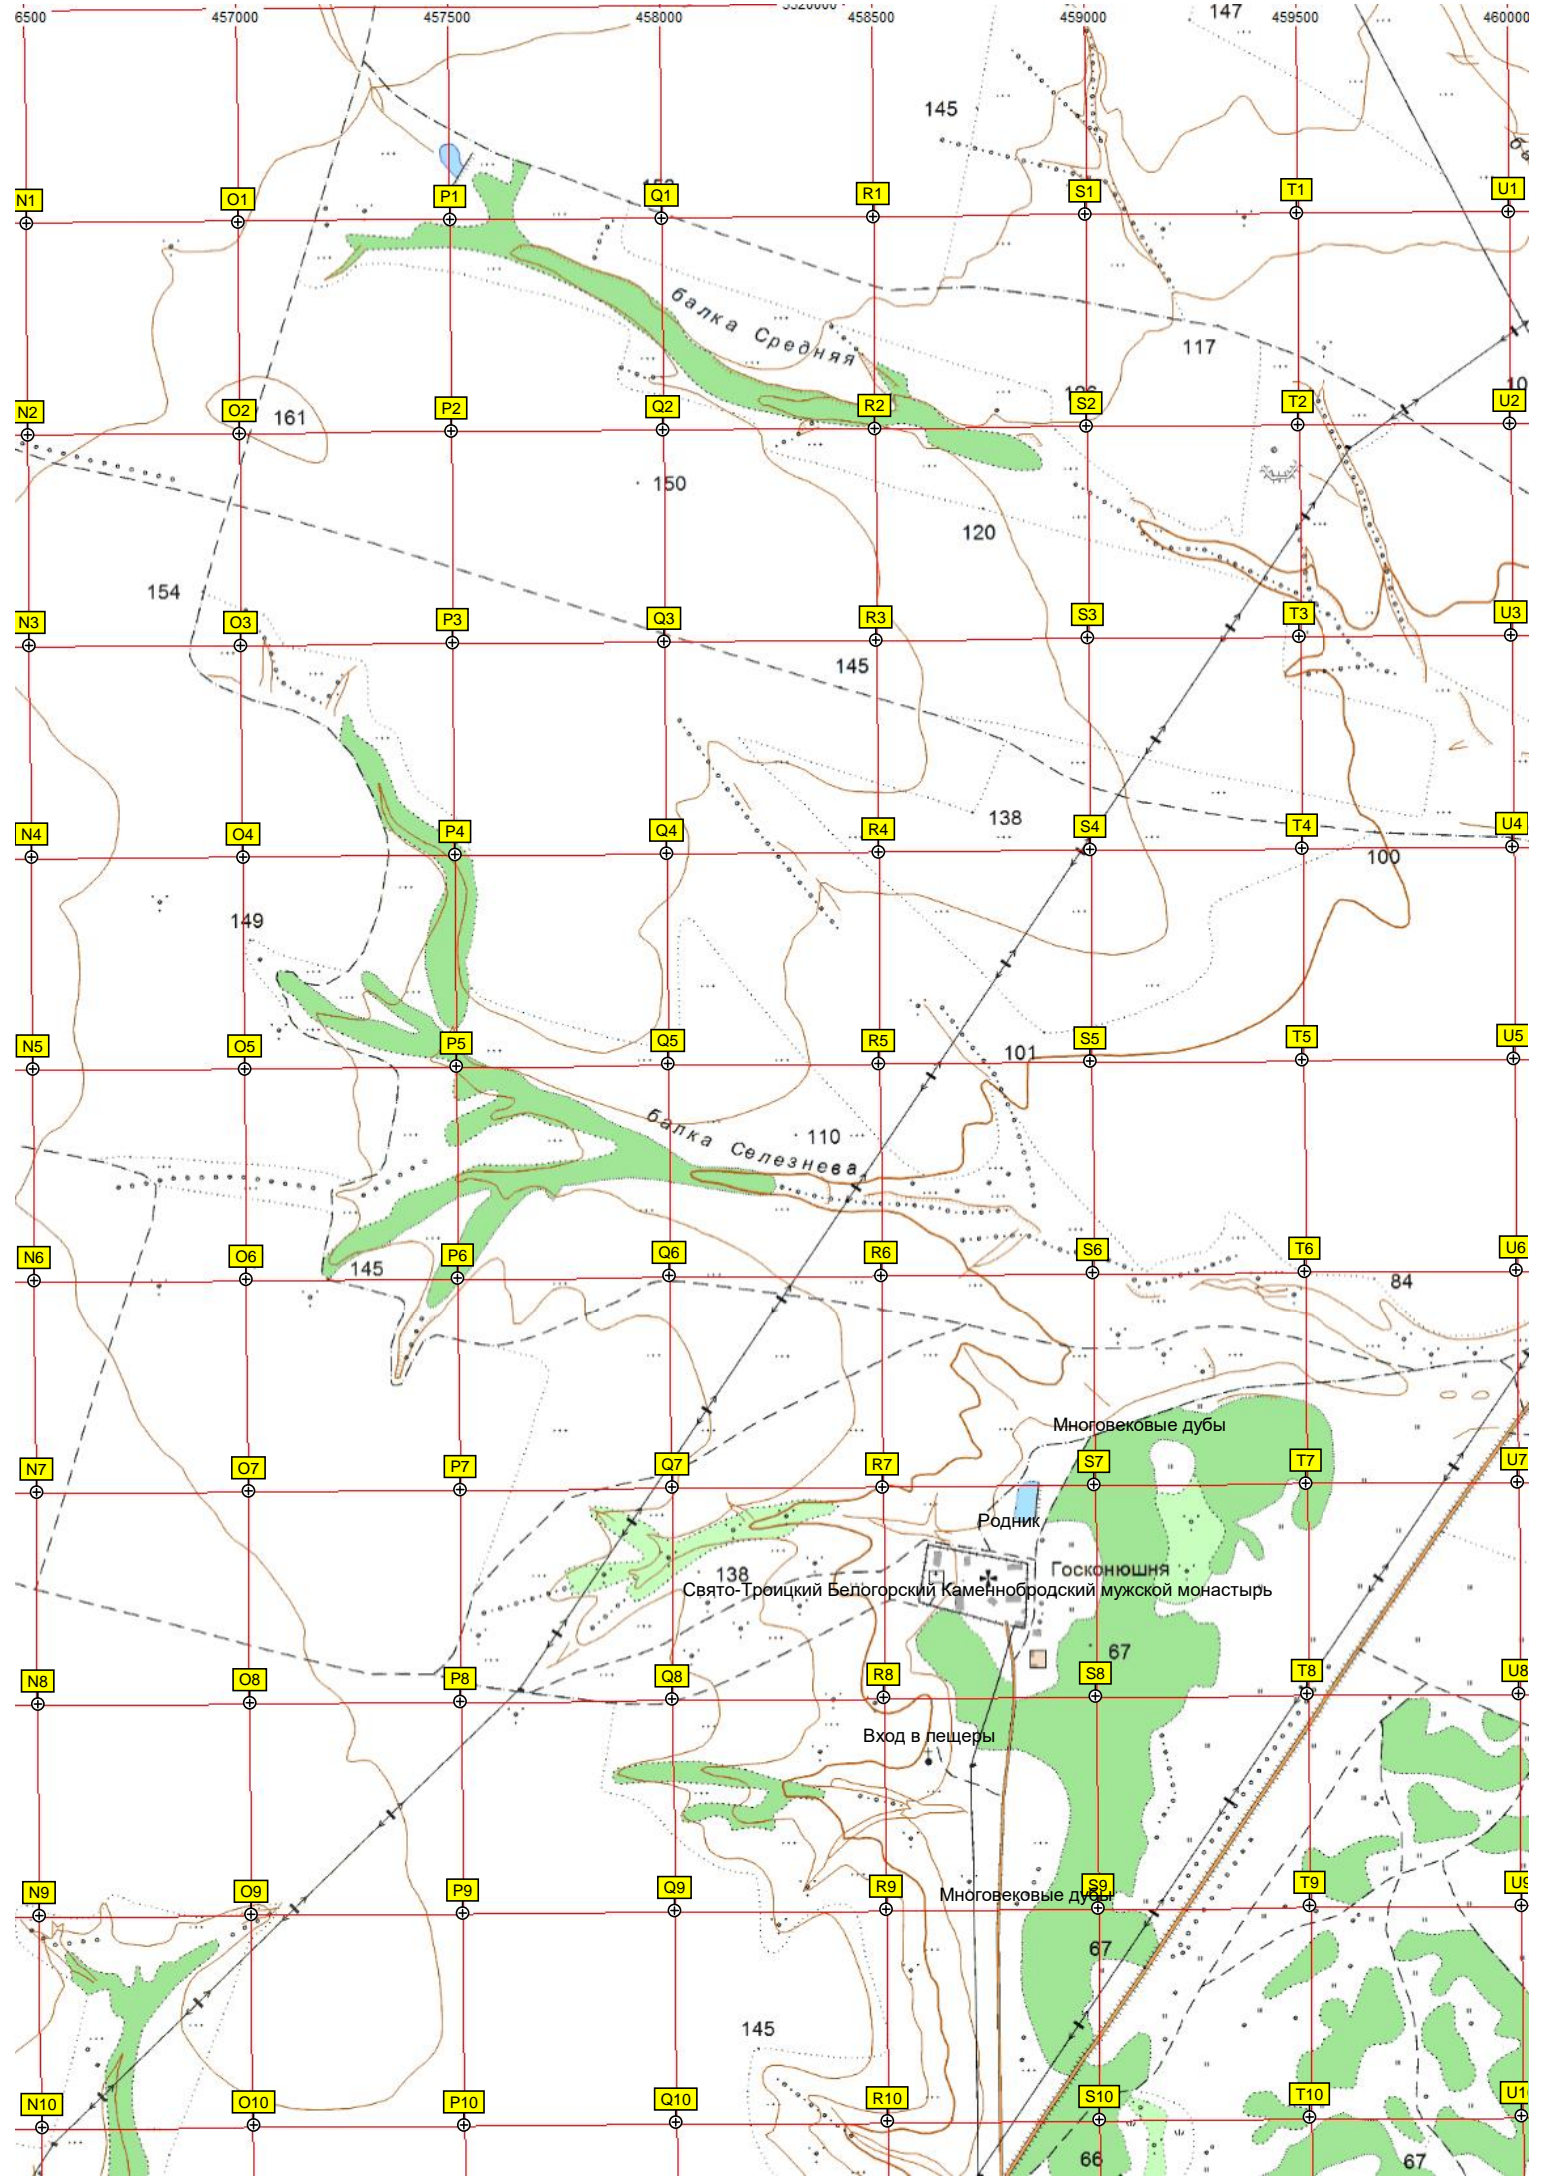 6500 457000 457500 458000 458500 459000 459500 460000
147
145
N1 O1 P1 Q1 R1 S1 T1 U1
балка Средняя
117
N2 O2 P2 Q2 R2 S2 T2 U2
161
150
120
154
N3 O3 P3 Q3 R3 S3 T3 U3
145
138
N4 O4 P4 Q4 R4 S4 T4 U4
100
149
N5 O5 P5 Q5 R5 S5 T5 U5
101
балка Селезнева
110
N6 O6 P6 Q6 R6 S6 T6 U6
145
84
Многовековые дубы
N7 O7 P7 Q7 R7 S7 T7 U7
Родник
138
Госконюшня
Свято-Троицкий Белогорский Каменнобродский мужской монастырь
67
N8 O8 P8 Q8 R8 S8 T8 U8
Вход в пещеры
N9 O9 P9 Q9 R9 S9 T9 U9
Многовековые дубы
67
145
N10 O10 P10 Q10 R10 S10 T10
66
67